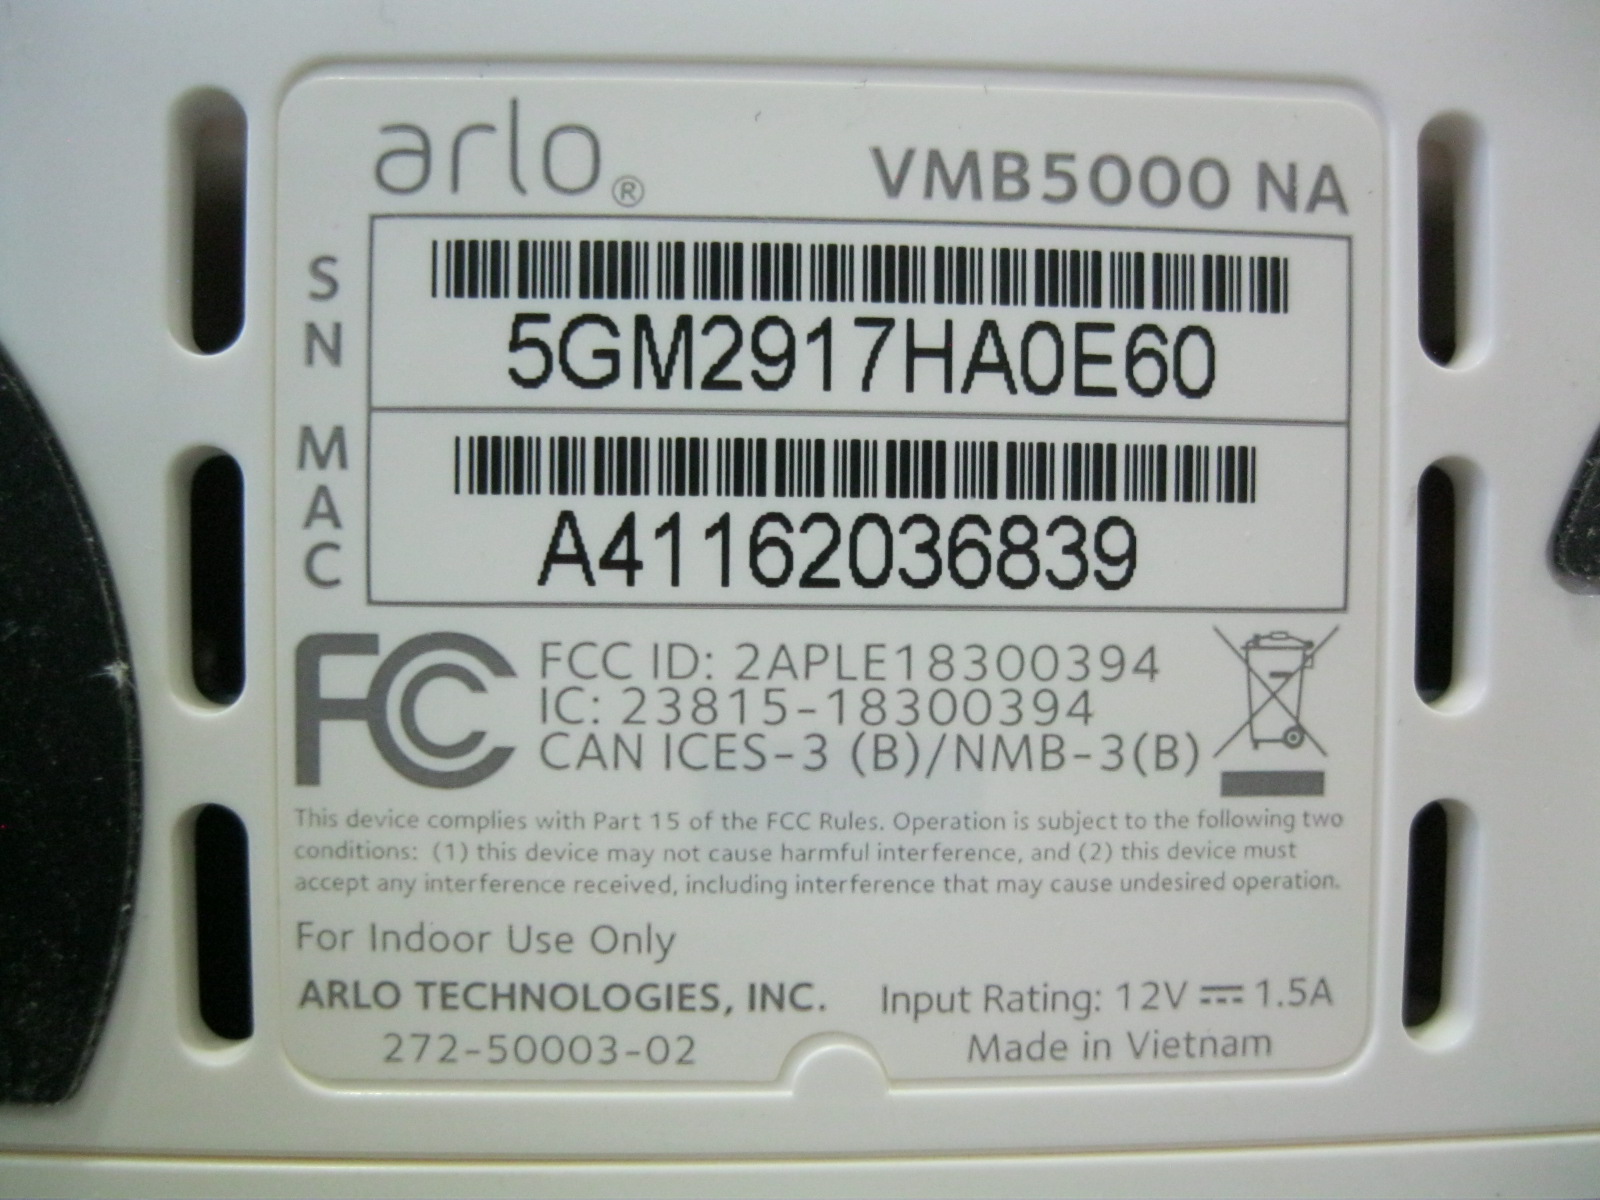 arlo®
VMB5000 NA
SN
5GM2917HA0E60
MAC
A41162036839
FC FCC ID: 2APLE18300394
IC: 23815-18300394
CAN ICES-3 (B)/NMB-3(B)
This device complies with Part 15 of the FCC Rules. Operation is subject to the following two
conditions: (1) this device may not cause harmful interference, and (2) this device must
accept any interference received, including interference that may cause undesired operation.
For Indoor Use Only
ARLO TECHNOLOGIES, INC. Input Rating: 12V ⎓ 1.5A
272-50003-02 Made in Vietnam